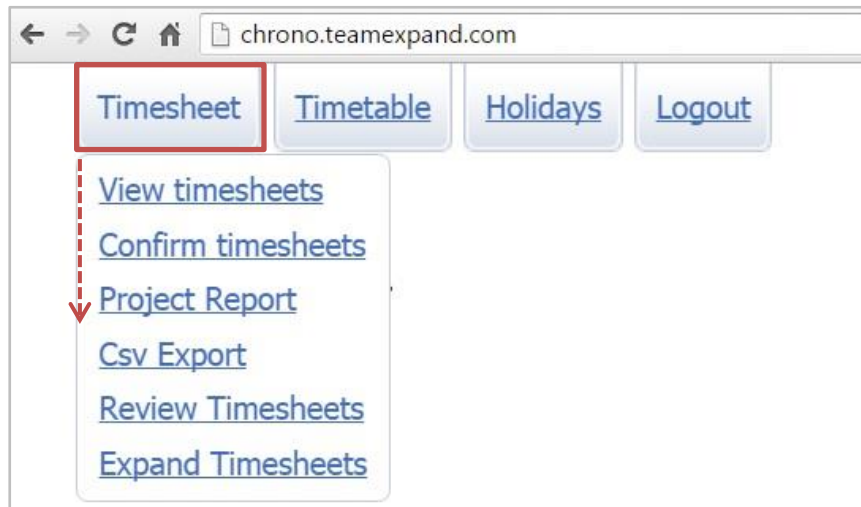 chrono.teamexpand.com
Timesheet Timetable Holidays Logout
View timesheets
Confirm timesheets
Project Report
Csv Export
Review Timesheets
Expand Timesheets